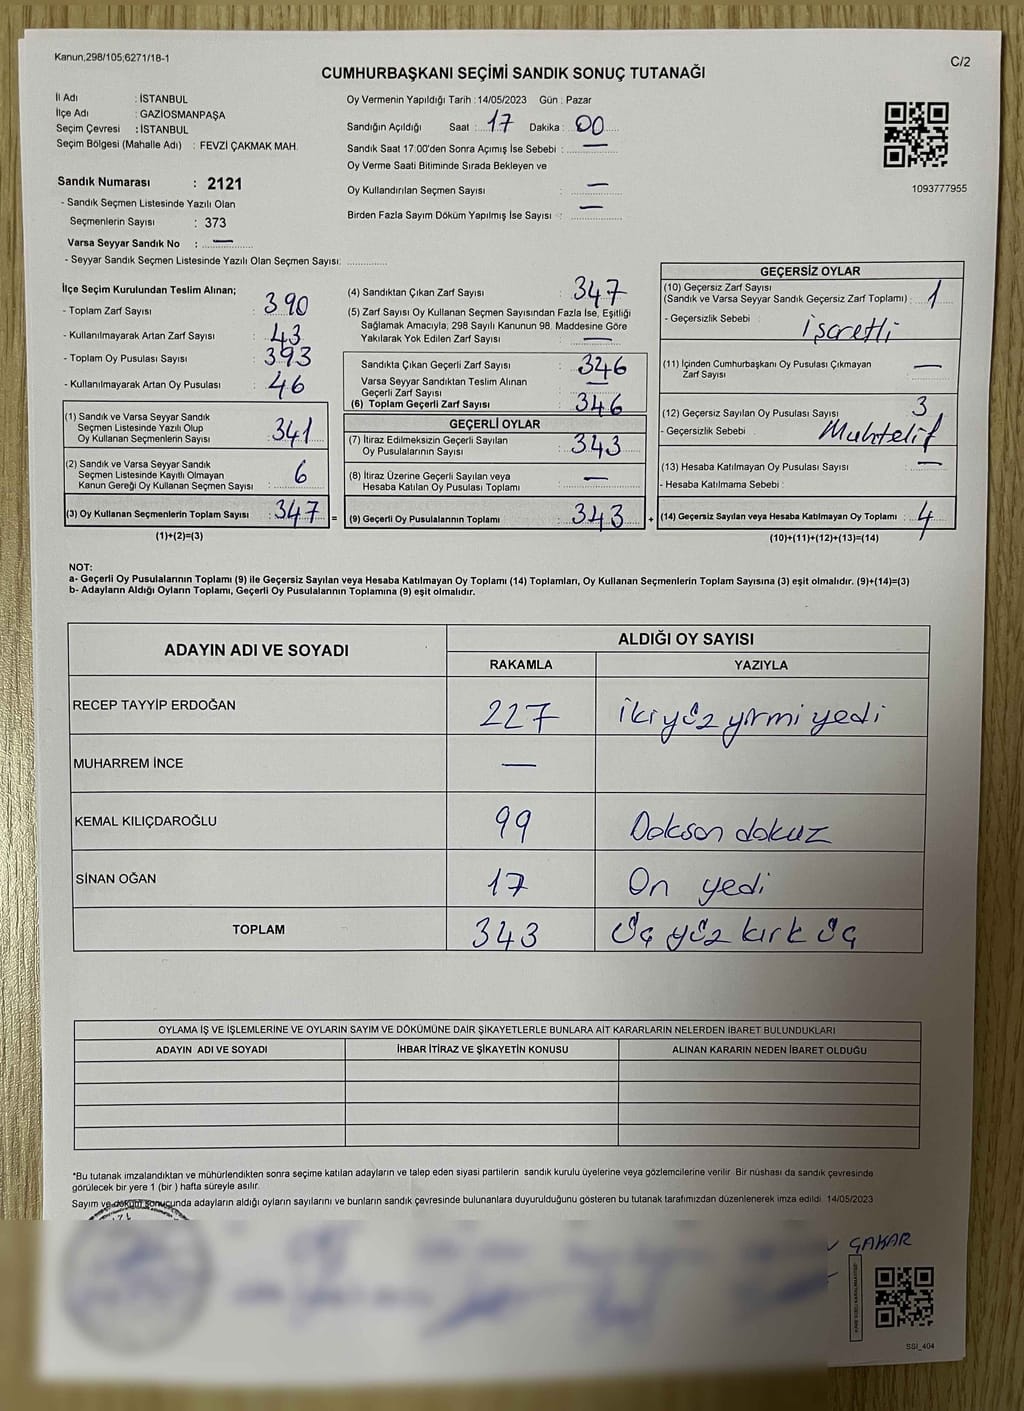 Kanun,298/105,6271/18-1
C/2
CUMHURBAŞKANI SEÇİMİ SANDIK SONUÇ TUTANAĞI
İl Adı : İSTANBUL
İlçe Adı : GAZİOSMANPAŞA
Seçim Çevresi : İSTANBUL
Seçim Bölgesi (Mahalle Adı) : FEVZİ ÇAKMAK MAH.
Sandık Numarası : 2121
- Sandık Seçmen Listesinde Yazılı Olan
Seçmenlerin Sayısı : 373
Varsa Seyyar Sandık No : —
- Seyyar Sandık Seçmen Listesinde Yazılı Olan Seçmen Sayısı:
Oy Vermenin Yapıldığı Tarih :14/05/2023 Gün : Pazar
Sandığın Açıldığı Saat : 17 Dakika : 00
Sandık Saat 17:00'den Sonra Açımış İse Sebebi : —
Oy Verme Saati Bitiminde Sırada Bekleyen ve
Oy Kullandırılan Seçmen Sayısı : —
Birden Fazla Sayım Döküm Yapılmış İse Sayısı : —
1093777955
İlçe Seçim Kurulundan Teslim Alınan;
- Toplam Zarf Sayısı : 390
- Kullanılmayarak Artan Zarf Sayısı : 43
- Toplam Oy Pusulası Sayısı : 393
- Kullanılmayarak Artan Oy Pusulası : 46
(1) Sandık ve Varsa Seyyar Sandık
Seçmen Listesinde Yazılı Olup
Oy Kullanan Seçmenlerin Sayısı : 341
(2) Sandık ve Varsa Seyyar Sandık
Seçmen Listesinde Kayıtlı Olmayan
Kanun Gereği Oy Kullanan Seçmen Sayısı : 6
(3) Oy Kullanan Seçmenlerin Toplam Sayısı : 347
(1)+(2)=(3)
=
(4) Sandıktan Çıkan Zarf Sayısı : 347
(5) Zarf Sayısı Oy Kullanan Seçmen Sayısından Fazla İse, Eşitliği
Sağlamak Amacıyla, 298 Sayılı Kanunun 98. Maddesine Göre
Yakılarak Yok Edilen Zarf Sayısı : —
Sandıkta Çıkan Geçerli Zarf Sayısı : 346
Varsa Seyyar Sandıktan Teslim Alınan
Geçerli Zarf Sayısı : —
(6) Toplam Geçerli Zarf Sayısı : 346
GEÇERLİ OYLAR
(7) İtiraz Edilmeksizin Geçerli Sayılan
Oy Pusulalarının Sayısı : 343
(8) İtiraz Üzerine Geçerli Sayılan veya
Hesaba Katılan Oy Pusulası Toplamı : —
(9) Geçerli Oy Pusulalarının Toplamı : 343
+
GEÇERSİZ OYLAR
(10) Geçersiz Zarf Sayısı
(Sandık ve Varsa Seyyar Sandık Geçersiz Zarf Toplamı) : 1
- Geçersizlik Sebebi : işaretli
(11) İçinden Cumhurbaşkanı Oy Pusulası Çıkmayan
Zarf Sayısı : —
(12) Geçersiz Sayılan Oy Pusulası Sayısı : 3
- Geçersizlik Sebebi : Muhtelif
(13) Hesaba Katılmayan Oy Pusulası Sayısı : —
- Hesaba Katılmama Sebebi :
(14) Geçersiz Sayılan veya Hesaba Katılmayan Oy Toplamı : 4
(10)+(11)+(12)+(13)=(14)
NOT:
a- Geçerli Oy Pusulalarının Toplamı (9) ile Geçersiz Sayılan veya Hesaba Katılmayan Oy Toplamı (14) Toplamları, Oy Kullanan Seçmenlerin Toplam Sayısına (3) eşit olmalıdır. (9)+(14)=(3)
b- Adayların Aldığı Oyların Toplamı, Geçerli Oy Pusulalarının Toplamına (9) eşit olmalıdır.
ADAYIN ADI VE SOYADI ALDIĞI OY SAYISI
RAKAMLA YAZIYLA
RECEP TAYYİP ERDOĞAN 227 ikiyüz yirmi yedi
MUHARREM İNCE —
KEMAL KILIÇDAROĞLU 99 Doksan dokuz
SİNAN OĞAN 17 On yedi
TOPLAM 343 Üç yüz kırk üç
OYLAMA İŞ VE İŞLEMLERİNE VE OYLARIN SAYIM VE DÖKÜMÜNE DAİR ŞİKAYETLERLE BUNLARA AİT KARARLARIN NELERDEN İBARET BULUNDUKLARI
ADAYIN ADI VE SOYADI İHBAR İTİRAZ VE ŞİKAYETİN KONUSU ALINAN KARARIN NEDEN İBARET OLDUĞU
*Bu tutanak imzalandıktan ve mühürlendikten sonra seçime katılan adayların ve talep eden siyasi partilerin sandık kurulu üyelerine veya gözlemcilerine verilir. Bir nüshası da sandık çevresinde
görülecek bir yere 1 (bir ) hafta süreyle asılır.
Sayım ve döküm sonucunda adayların aldığı oyların sayılarını ve bunların sandık çevresinde bulunanlara duyurulduğunu gösteren bu tutanak tarafımızdan düzenlenerek imza edildi. 14/05/2023
ÇAKAR
SSI_404